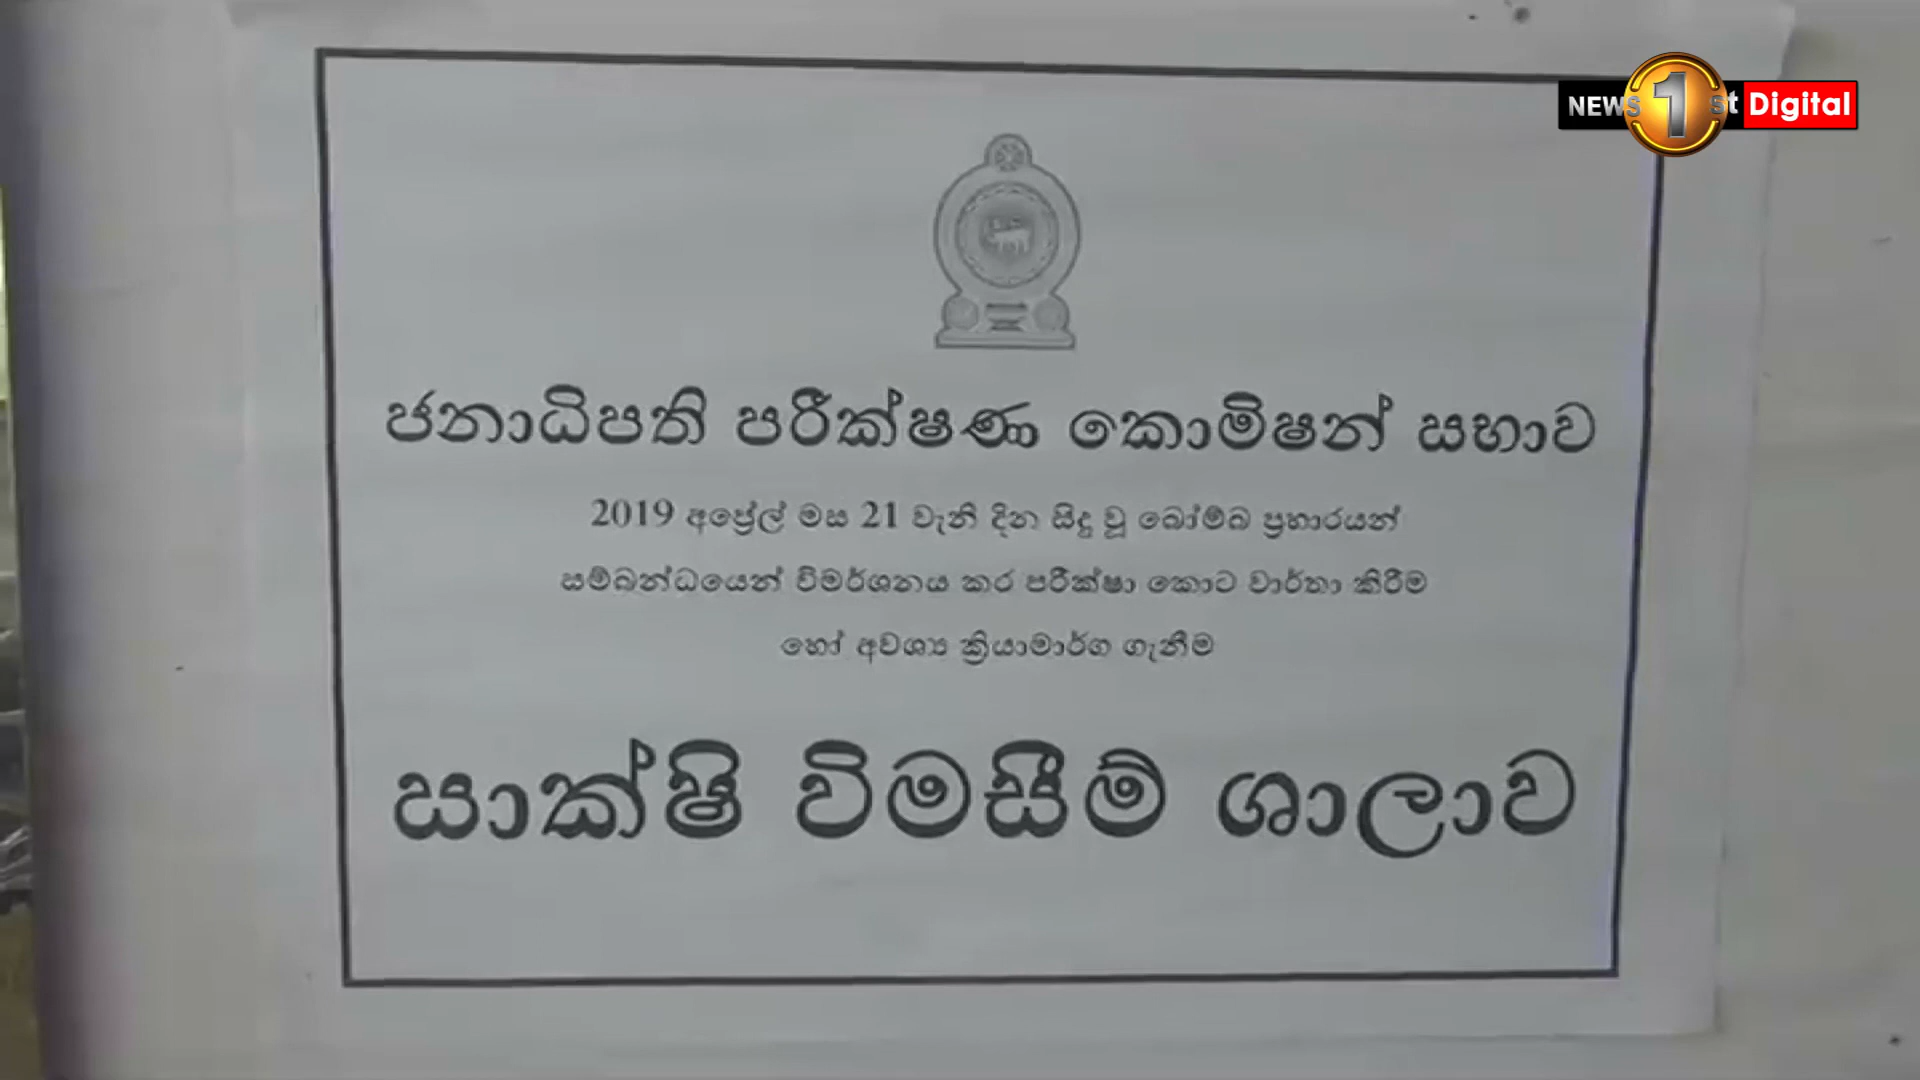 NEWS 1st Digital
ජනාධිපති පරීක්ෂණ කොමිෂන් සභාව
2019 අප්‍රේල් මස 21 වැනි දින සිදු වූ බෝම්බ ප්‍රහාරයන්
සම්බන්ධයෙන් විමර්ශනය කර පරීක්ෂා කොට වාර්තා කිරීම
හෝ අවශ්‍ය ක්‍රියාමාර්ග ගැනීම
සාක්ෂි විමසීම් ශාලාව